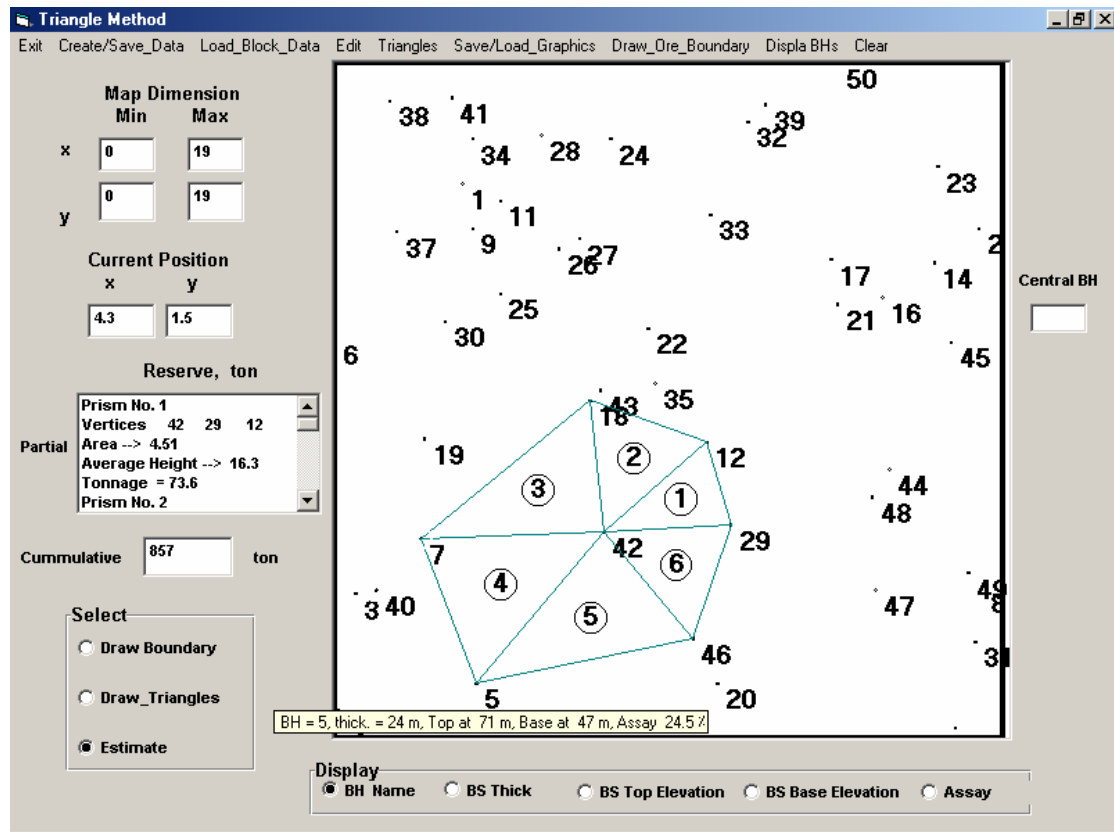 Triangle Method
Exit Create/Save_Data Load_Block_Data Edit Triangles Save/Load_Graphics Draw_Ore_Boundary Displa BHs Clear
Map Dimension
Min Max
x 0 19
y 0 19
Current Position
x y
4.3 1.5
Reserve, ton
Partial
Prism No. 1
Vertices 42 29 12
Area --> 4.51
Average Height --> 16.3
Tonnage = 73.6
Prism No. 2
Cummulative 857 ton
Select
Draw Boundary
Draw_Triangles
Estimate
Central BH
50
38 41 39
32
34 28 24
23
1 11
33
37 9 2
26 27
17 14
25 21 16
30 22 45
6
43 35
18
19 2 12
3 1 44
48
7 42 29
6
4
3 40 5 47 49
8
46 31
5 20
BH = 5, thick. = 24 m, Top at 71 m, Base at 47 m, Assay 24.5 %
Display
BH Name BS Thick BS Top Elevation BS Base Elevation Assay